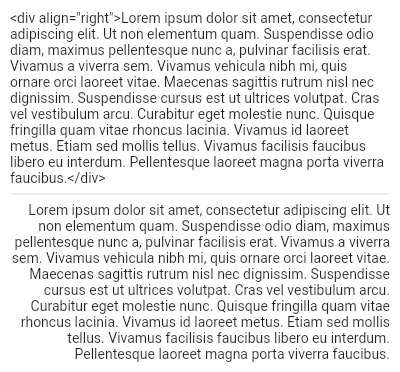 <div align="right">Lorem ipsum dolor sit amet, consectetur
adipiscing elit. Ut non elementum quam. Suspendisse odio
diam, maximus pellentesque nunc a, pulvinar facilisis erat.
Vivamus a viverra sem. Vivamus vehicula nibh mi, quis
ornare orci laoreet vitae. Maecenas sagittis rutrum nisl nec
dignissim. Suspendisse cursus est ut ultrices volutpat. Cras
vel vestibulum arcu. Curabitur eget molestie nunc. Quisque
fringilla quam vitae rhoncus lacinia. Vivamus id laoreet
metus. Etiam sed mollis tellus. Vivamus facilisis faucibus
libero eu interdum. Pellentesque laoreet magna porta viverra
faucibus.</div>
Lorem ipsum dolor sit amet, consectetur adipiscing elit. Ut
non elementum quam. Suspendisse odio diam, maximus
pellentesque nunc a, pulvinar facilisis erat. Vivamus a viverra
sem. Vivamus vehicula nibh mi, quis ornare orci laoreet vitae.
Maecenas sagittis rutrum nisl nec dignissim. Suspendisse
cursus est ut ultrices volutpat. Cras vel vestibulum arcu.
Curabitur eget molestie nunc. Quisque fringilla quam vitae
rhoncus lacinia. Vivamus id laoreet metus. Etiam sed mollis
tellus. Vivamus facilisis faucibus libero eu interdum.
Pellentesque laoreet magna porta viverra faucibus.